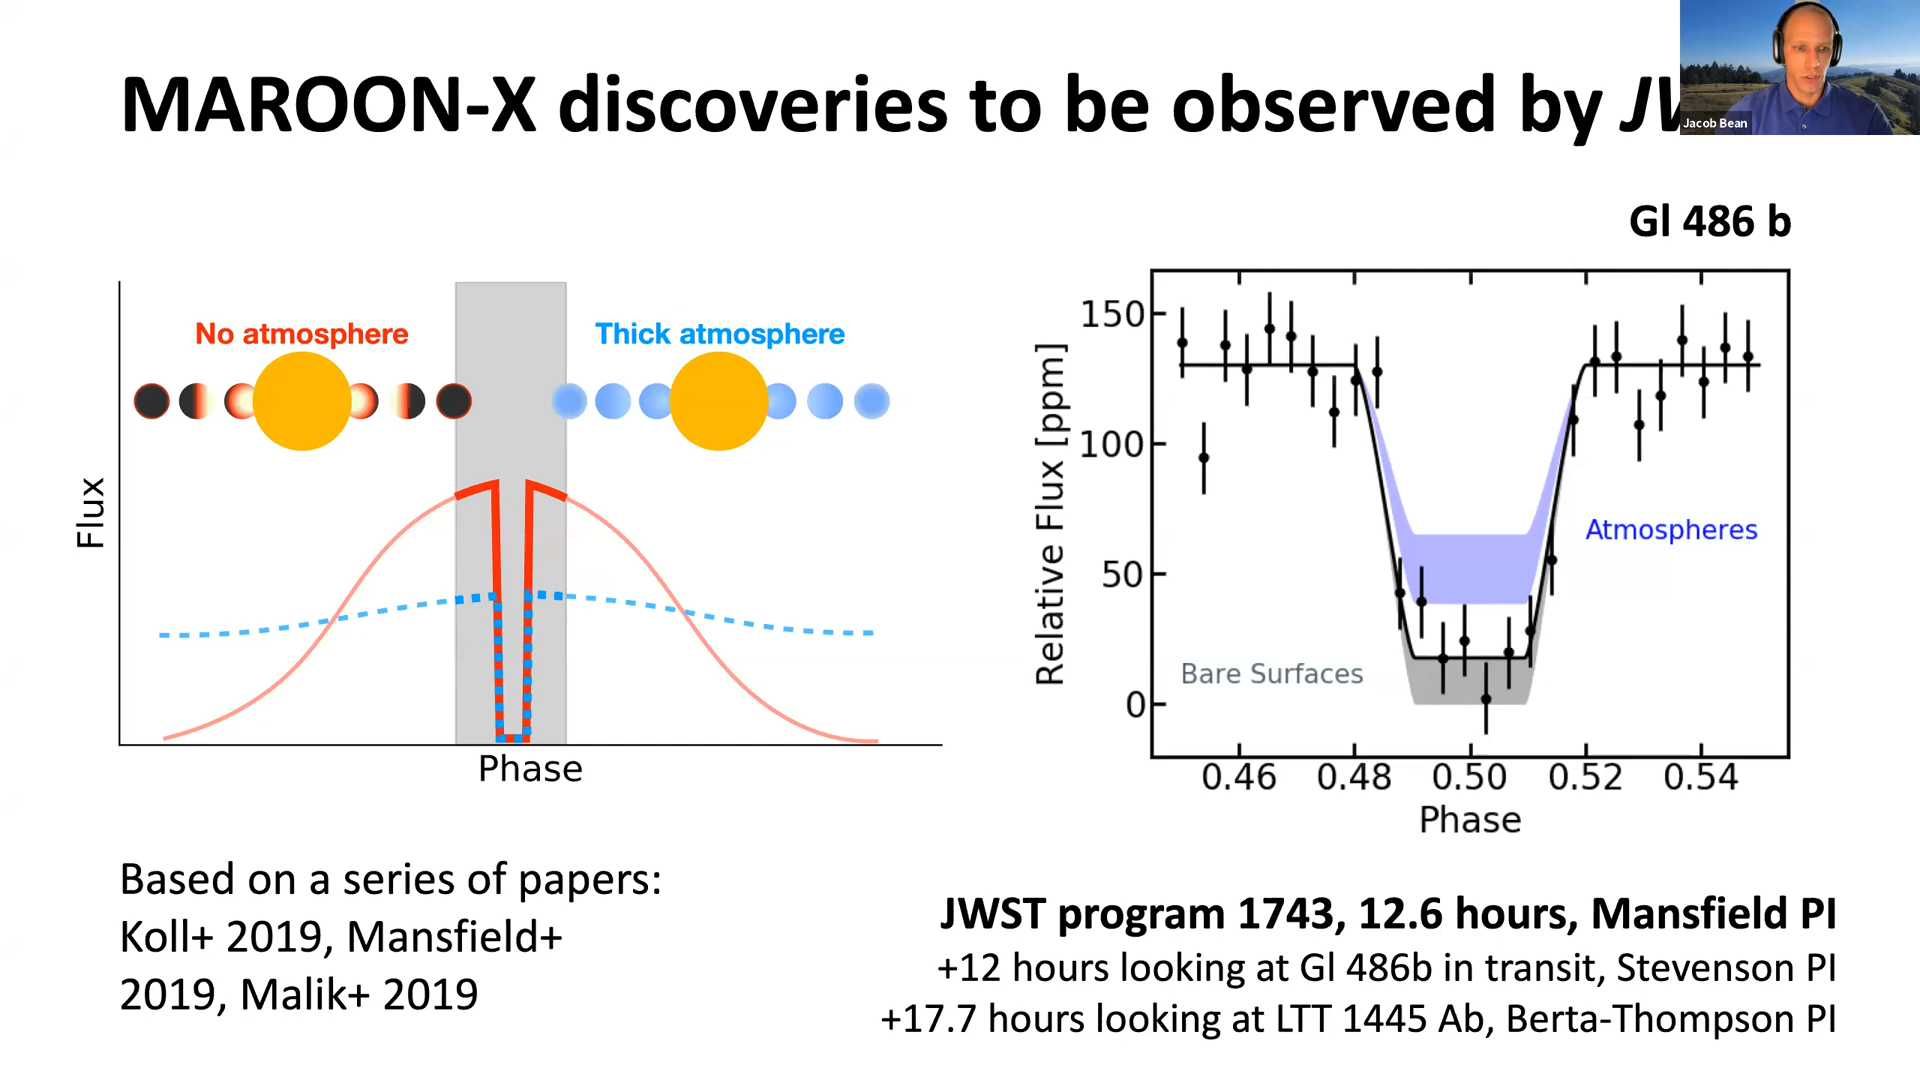 MAROON-X discoveries to be observed by
Jacob Bean
Gl 486 b
No atmosphere
Thick atmosphere
Flux
Phase
150
100
50
0
Relative Flux [ppm]
Atmospheres
Bare Surfaces
0.46 0.48 0.50 0.52 0.54
Phase
Based on a series of papers:
Koll+ 2019, Mansfield+
2019, Malik+ 2019
JWST program 1743, 12.6 hours, Mansfield PI
+12 hours looking at Gl 486b in transit, Stevenson PI
+17.7 hours looking at LTT 1445 Ab, Berta-Thompson PI